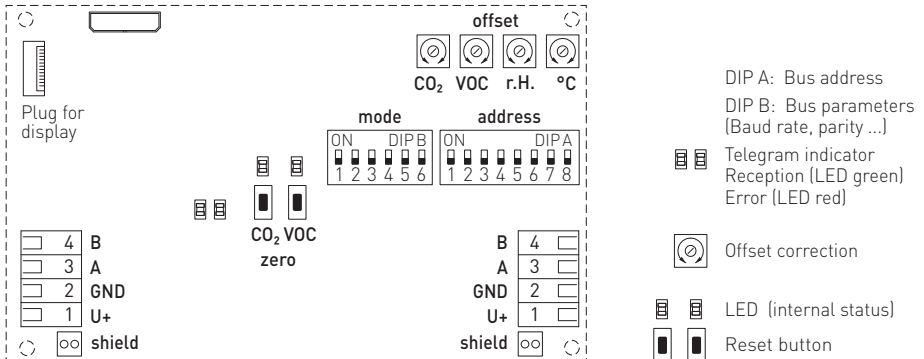 offset
CO₂ VOC r.H. °C
Plug for
display
mode address
ON DIP B ON DIP A
1 2 3 4 5 6 1 2 3 4 5 6 7 8
CO₂ VOC
zero
4 B
3 A
2 GND
1 U+
shield
B 4
A 3
GND 2
U+ 1
shield
DIP A: Bus address
DIP B: Bus parameters
(Baud rate, parity ...)
Telegram indicator
Reception (LED green)
Error (LED red)
Offset correction
LED (internal status)
Reset button